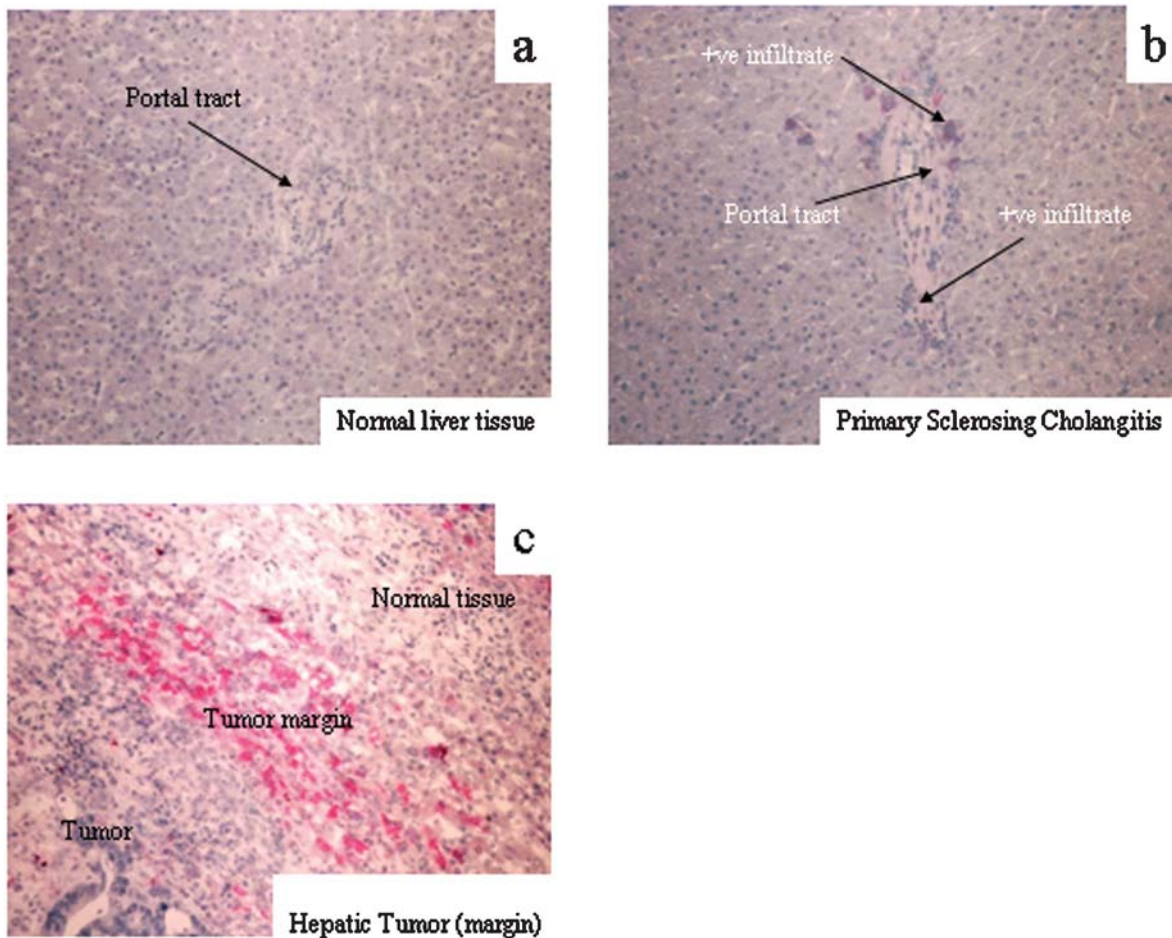 a
Portal tract
Normal liver tissue
b
+ve infiltrate
Portal tract
+ve infiltrate
Primary Sclerosing Cholangitis
c
Normal tissue
Tumor margin
Tumor
Hepatic Tumor (margin)